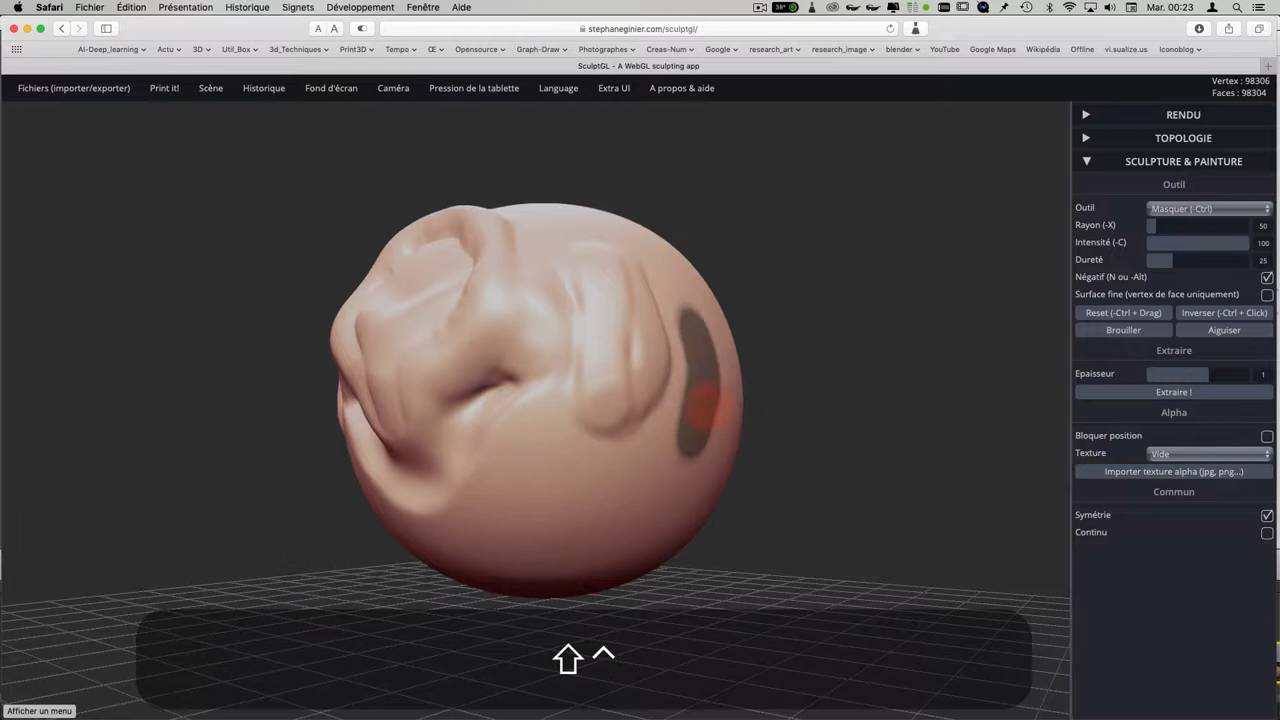 Safari Fichier Édition Présentation Historique Signets Développement Fenêtre Aide 38° Mar. 00:23
A A stephaneginier.com/sculptgl/
AI-Deep_learning Actu 3D Util_Box 3d_Techniques Print3D Tempo Œ Opensource Graph-Draw Photographes Creas-Num Google research_art research_image blender YouTube Google Maps Wikipédia Offline vi.sualize.us Iconoblog
SculptGL - A WebGL sculpting app
Fichiers (importer/exporter) Print it! Scène Historique Fond d'écran Caméra Pression de la tablette Language Extra UI A propos & aide
Vertex : 98306
Faces : 98304
RENDU
TOPOLOGIE
SCULPTURE & PAINTURE
Outil
Outil Masquer (-Ctrl)
Rayon (-X) 50
Intensité (-C) 100
Dureté 25
Négatif (N ou -Alt)
Surface fine (vertex de face uniquement)
Reset (-Ctrl + Drag) Inverser (-Ctrl + Click)
Brouiller Aiguiser
Extraire
Epaisseur 1
Extraire !
Alpha
Bloquer position
Texture Vide
Importer texture alpha (jpg, png...)
Commun
Symétrie
Continu
Afficher un menu